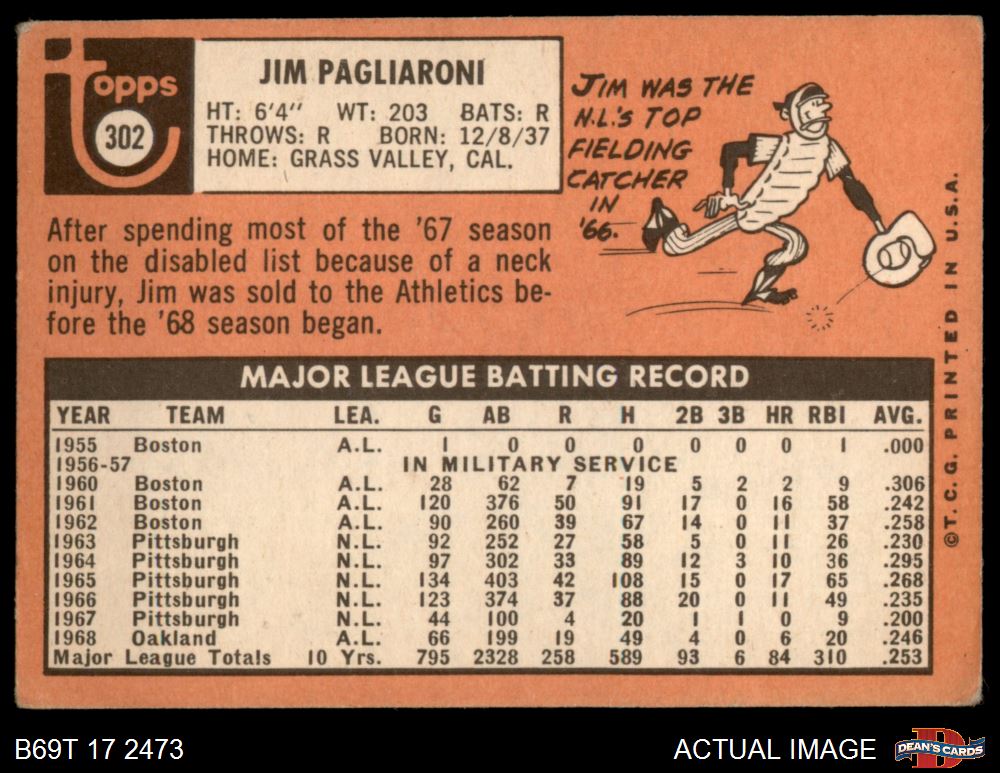 topps
302
JIM PAGLIARONI
HT: 6'4" WT: 203 BATS: R
THROWS: R BORN: 12/8/37
HOME: GRASS VALLEY, CAL.
JIM WAS THE
N.L.'S TOP
FIELDING
CATCHER
IN
'66.
After spending most of the '67 season
on the disabled list because of a neck
injury, Jim was sold to the Athletics be-
fore the '68 season began.
MAJOR LEAGUE BATTING RECORD
YEAR TEAM LEA. G AB R H 2B 3B HR RBI AVG.
1955 Boston A.L. 1 0 0 0 0 0 0 1 .000
1956-57 IN MILITARY SERVICE
1960 Boston A.L. 28 62 7 19 5 2 2 9 .306
1961 Boston A.L. 120 376 50 91 17 0 16 58 .242
1962 Boston A.L. 90 260 39 67 14 0 11 37 .258
1963 Pittsburgh N.L. 92 252 27 58 5 0 11 26 .230
1964 Pittsburgh N.L. 97 302 33 89 12 3 10 36 .295
1965 Pittsburgh N.L. 134 403 42 108 15 0 17 65 .268
1966 Pittsburgh N.L. 123 374 37 88 20 0 11 49 .235
1967 Pittsburgh N.L. 44 100 4 20 1 1 0 9 .200
1968 Oakland A.L. 66 199 19 49 4 0 6 20 .246
Major League Totals 10 Yrs. 795 2328 258 589 93 6 84 310 .253
©T.C.G. PRINTED IN U.S.A.
B69T 17 2473
ACTUAL IMAGE
D
DEAN'S CARDS